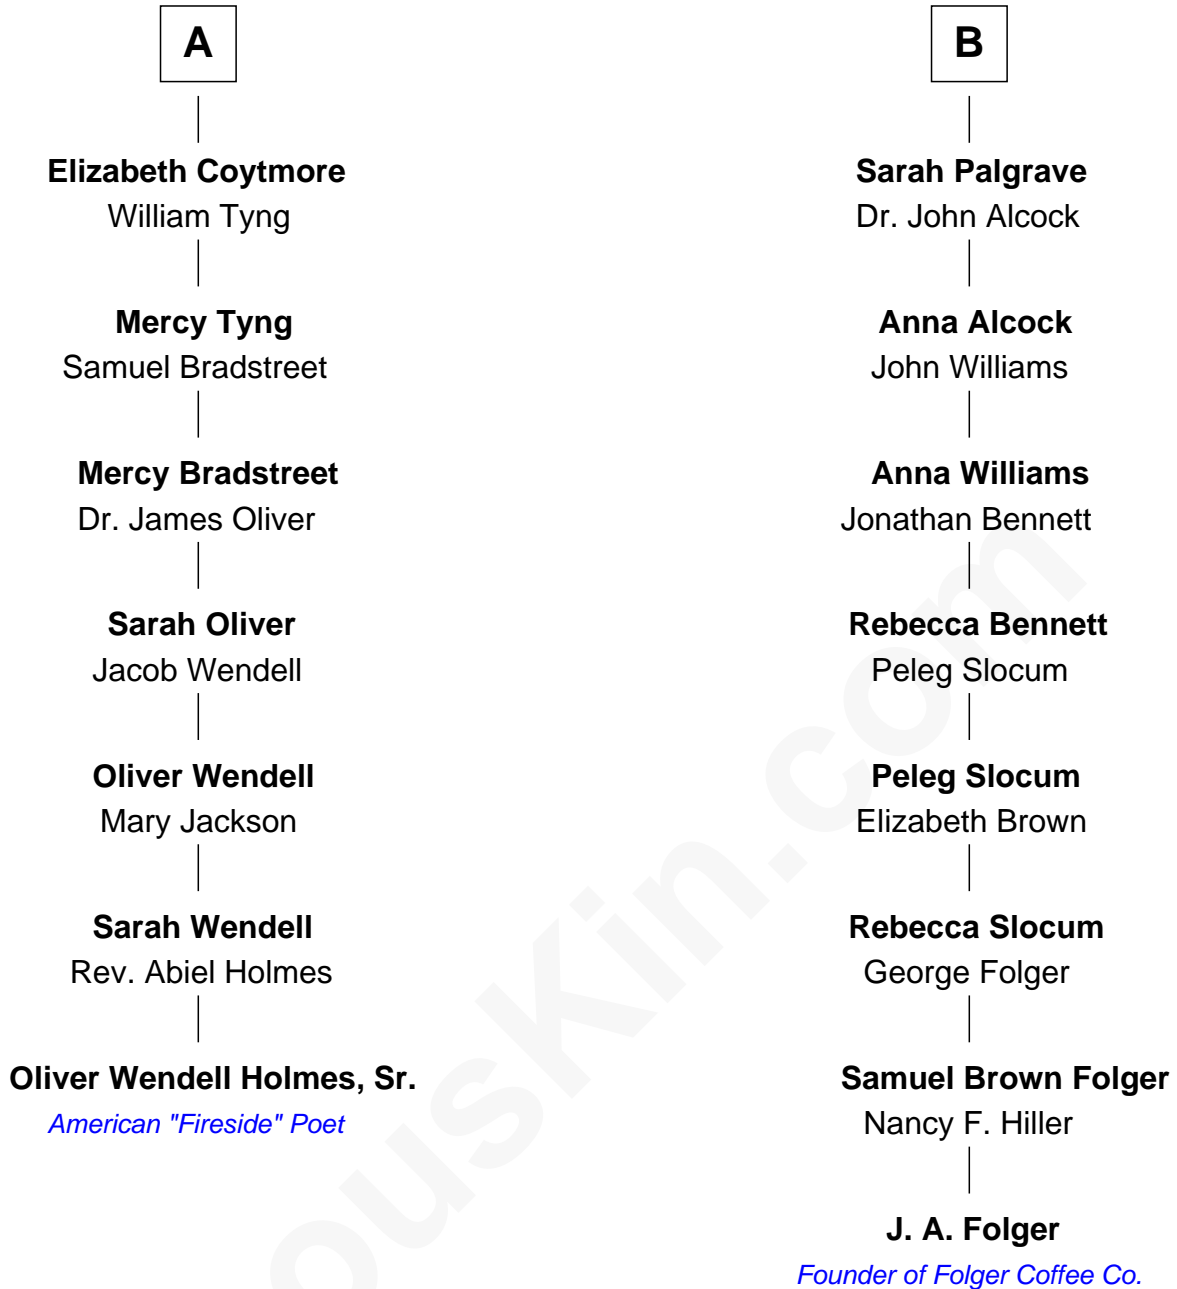 A
Elizabeth Coytmore
William Tyng
Mercy Tyng
Samuel Bradstreet
Mercy Bradstreet
Dr. James Oliver
Sarah Oliver
Jacob Wendell
Oliver Wendell
Mary Jackson
Sarah Wendell
Rev. Abiel Holmes
Oliver Wendell Holmes, Sr.
American "Fireside" Poet
B
Sarah Palgrave
Dr. John Alcock
Anna Alcock
John Williams
Anna Williams
Jonathan Bennett
Rebecca Bennett
Peleg Slocum
Peleg Slocum
Elizabeth Brown
Rebecca Slocum
George Folger
Samuel Brown Folger
Nancy F. Hiller
J. A. Folger
Founder of Folger Coffee Co.
ousKin.com